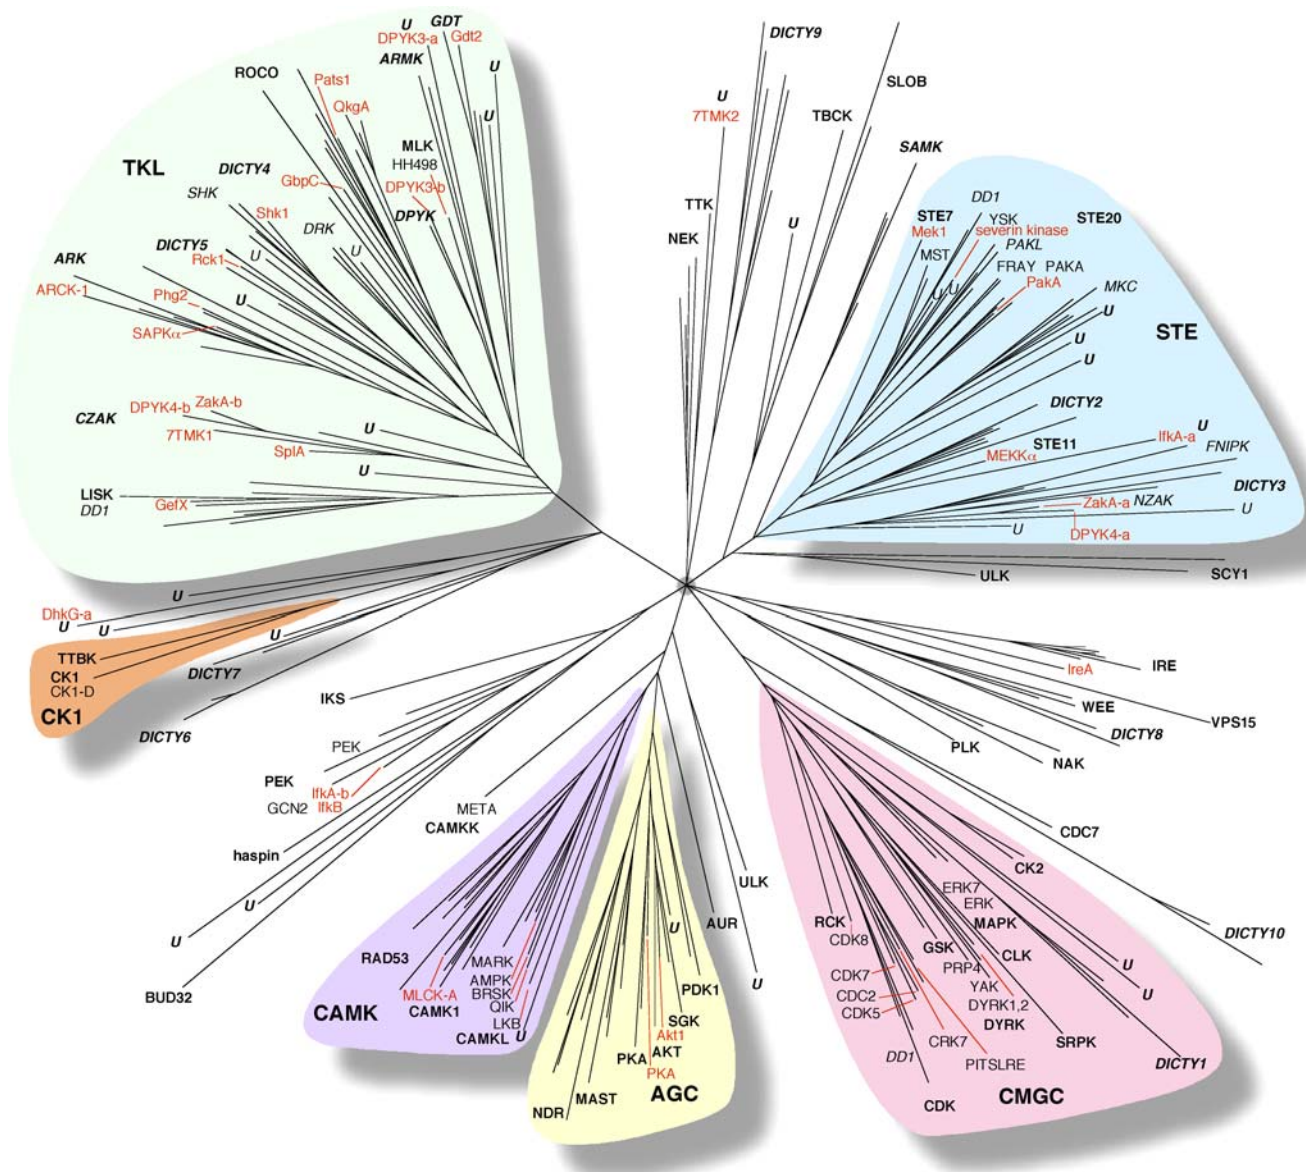 U
GDT
DPYK3-a
Gdt2
ARMK
U
ROCO
Pats1
QkgA
U
MLK
HH498
TKL
DICTY4
SHK
GbpC
DPYK3-b
DPYK
Shk1
DRK
U
DICTY5
U
Rck1
ARK
ARCK-1
Phg2
U
SAPKα
DPYK4-b
ZakA-b
CZAK
7TMK1
U
SplA
U
LISK
DD1
GefX
DICTY9
U
7TMK2
TBCK
SLOB
SAMK
TTK
NEK
U
DD1
STE7
YSK
STE20
Mek1
severin kinase
MST
PAKL
FRAY PAKA
PakA
U
U
MKC
U
STE
U
DICTY2
U
IfkA-a
STE11
MEKKα
FNIPK
DICTY3
ZakA-a
NZAK
U
U
DPYK4-a
ULK
SCY1
U
DhkG-a
U
U
U
TTBK
CK1
CK1-D
CK1
DICTY7
DICTY6
IKS
PEK
PEK
IfkA-b
GCN2
IfkB
META
CAMKK
haspin
U
U
BUD32
IRE
IreA
WEE
VPS15
DICTY8
PLK
NAK
CDC7
DICTY10
ULK
AUR
U
RAD53
MARK
AMPK
MLCK-A
BRSK
CAMK
CAMK1
QIK
LKB
CAMKL
U
U
PDK1
SGK
Akt1
AKT
PKA
PKA
AGC
MAST
NDR
CK2
ERK7
ERK
RCK
MAPK
CDK8
GSK
CLK
PRP4
CDK7
YAK
CDC2
DYRK1,2
CDK5
DYRK
U
U
CRK7
SRPK
DD1
PITSLRE
DICTY1
CMGC
CDK